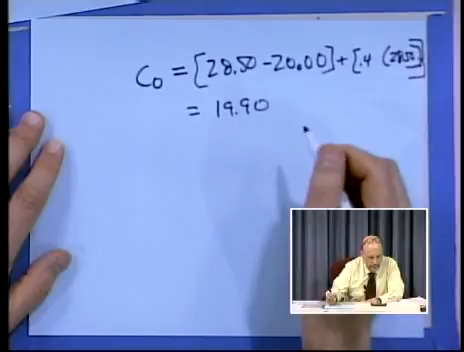 C₀ = [28.50 - 20.00] + [.4 (28.50)]
= 19.90